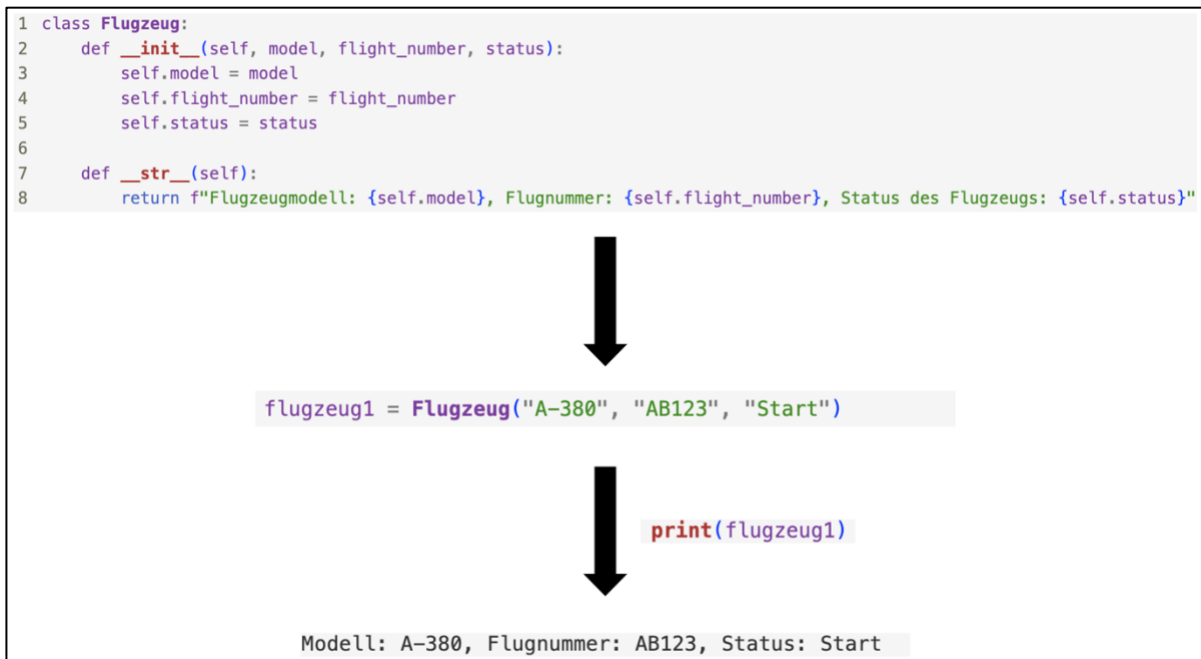 1 class Flugzeug:
2 def __init__(self, model, flight_number, status):
3 self.model = model
4 self.flight_number = flight_number
5 self.status = status
6
7 def __str__(self):
8 return f"Flugzeugmodell: {self.model}, Flugnummer: {self.flight_number}, Status des Flugzeugs: {self.status}"
flugzeug1 = Flugzeug("A-380", "AB123", "Start")
print(flugzeug1)
Modell: A-380, Flugnummer: AB123, Status: Start